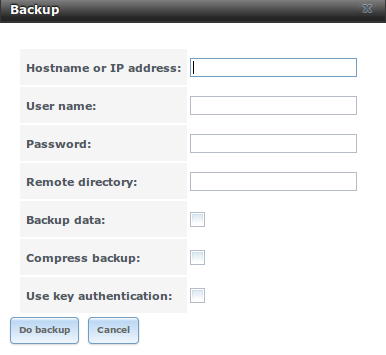 Backup
Hostname or IP address:
User name:
Password:
Remote directory:
Backup data:
Compress backup:
Use key authentication:
Do backup Cancel